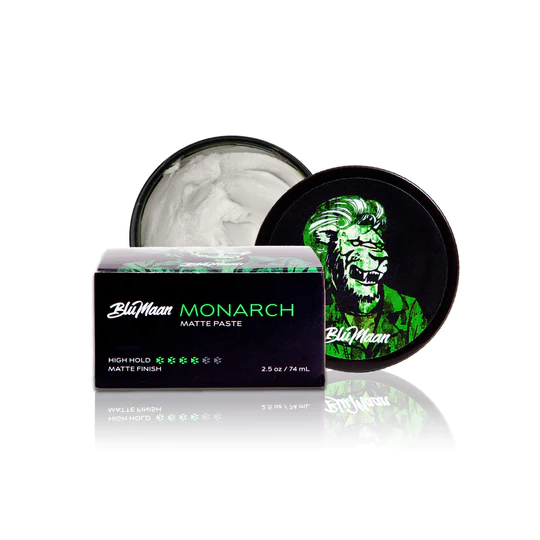 BluMaan MONARCH
MATTE PASTE
HIGH HOLD
MATTE FINISH 2.5 oz / 74 mL
BluMaan